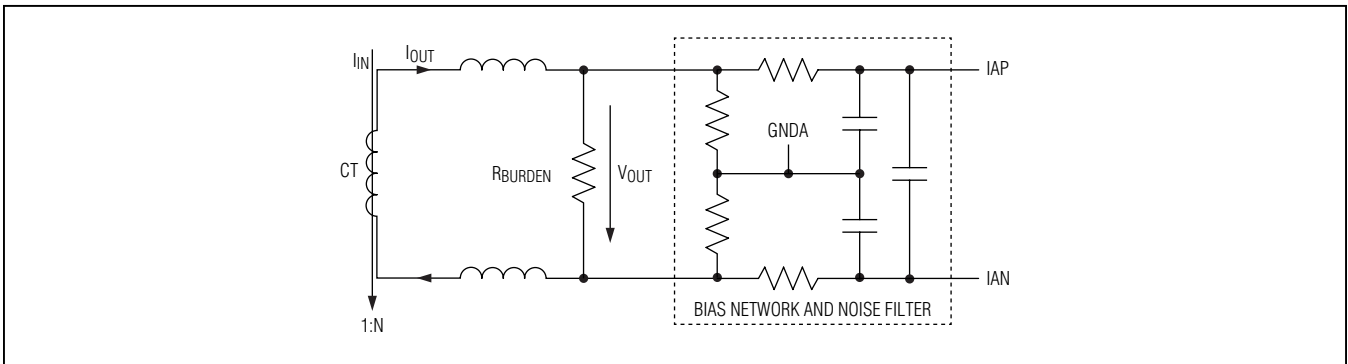 IIN
IOUT
IAP
GNDA
CT
RBURDEN
VOUT
IAN
BIAS NETWORK AND NOISE FILTER
1:N